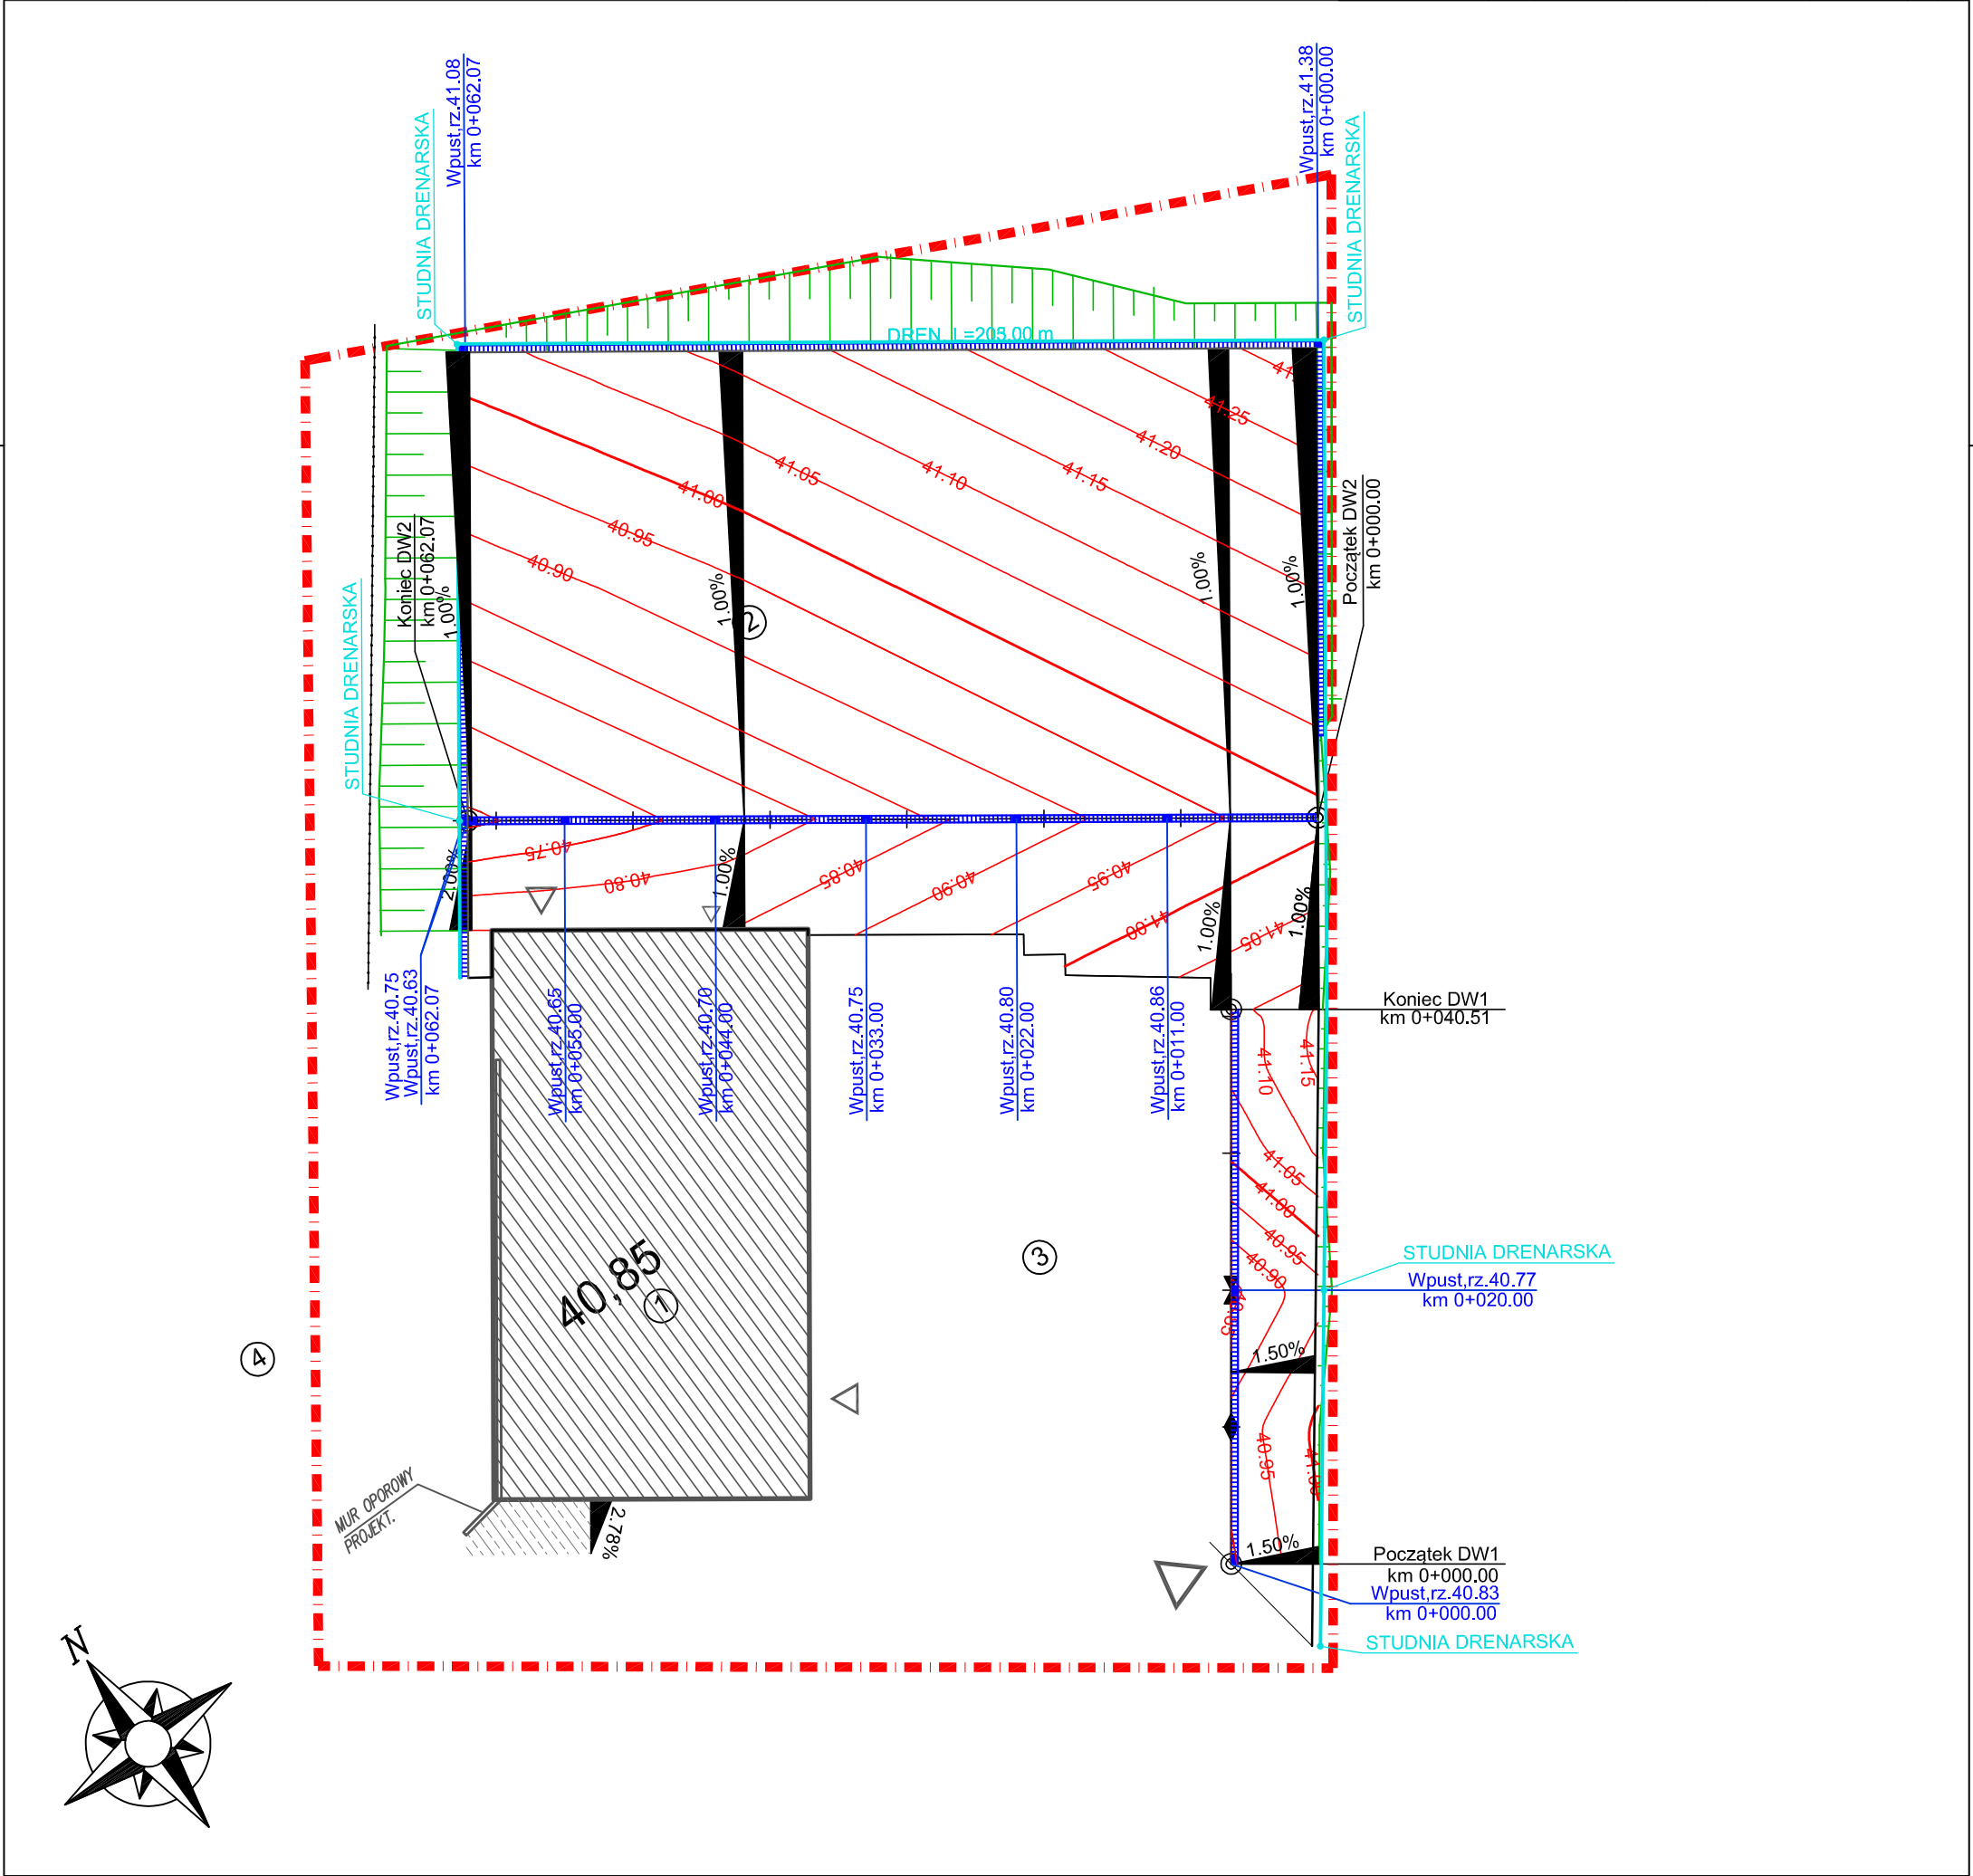 Wpust,rz.41.08
km 0+062.07
STUDNIA DRENARSKA
Wpust,rz.41.38
km 0+000.00
STUDNIA DRENARSKA
41.25
41.20
41.15
41.10
41.05
41.00
40.95
40.90
Koniec DW2
km 0+062.07
1.00%
1.00%
2
1.00%
1.00%
Początek DW2
km 0+000.00
STUDNIA DRENARSKA
2.00%
40.75
40.80
1.00%
40.85
40.90
40.95
41.00
1.00%
41.05
1.00%
Wpust,rz.40.75
Wpust,rz.40.63
km 0+062.07
Wpust,rz.40.65
km 0+055.00
Wpust,rz.40.70
km 0+044.00
Wpust,rz.40.75
km 0+033.00
Wpust,rz.40.80
km 0+022.00
Wpust,rz.40.86
km 0+011.00
Koniec DW1
km 0+040.51
41.10
41.15
41.05
41.00
40.95
40.90
3
40,85
1
4
STUDNIA DRENARSKA
Wpust,rz.40.77
km 0+020.00
1.50%
40.95
MUR OPOROWY
PROJEKT.
2.78%
1.50%
Początek DW1
km 0+000.00
Wpust,rz.40.83
km 0+000.00
STUDNIA DRENARSKA
N